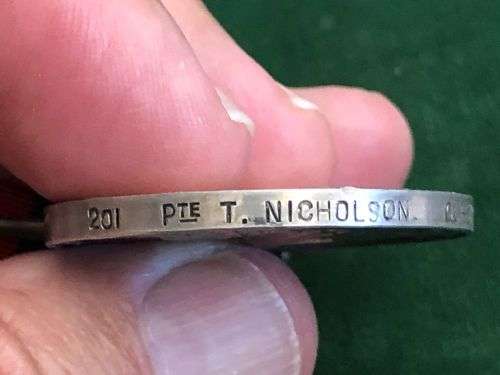 201 PTE T. NICHOLSON.